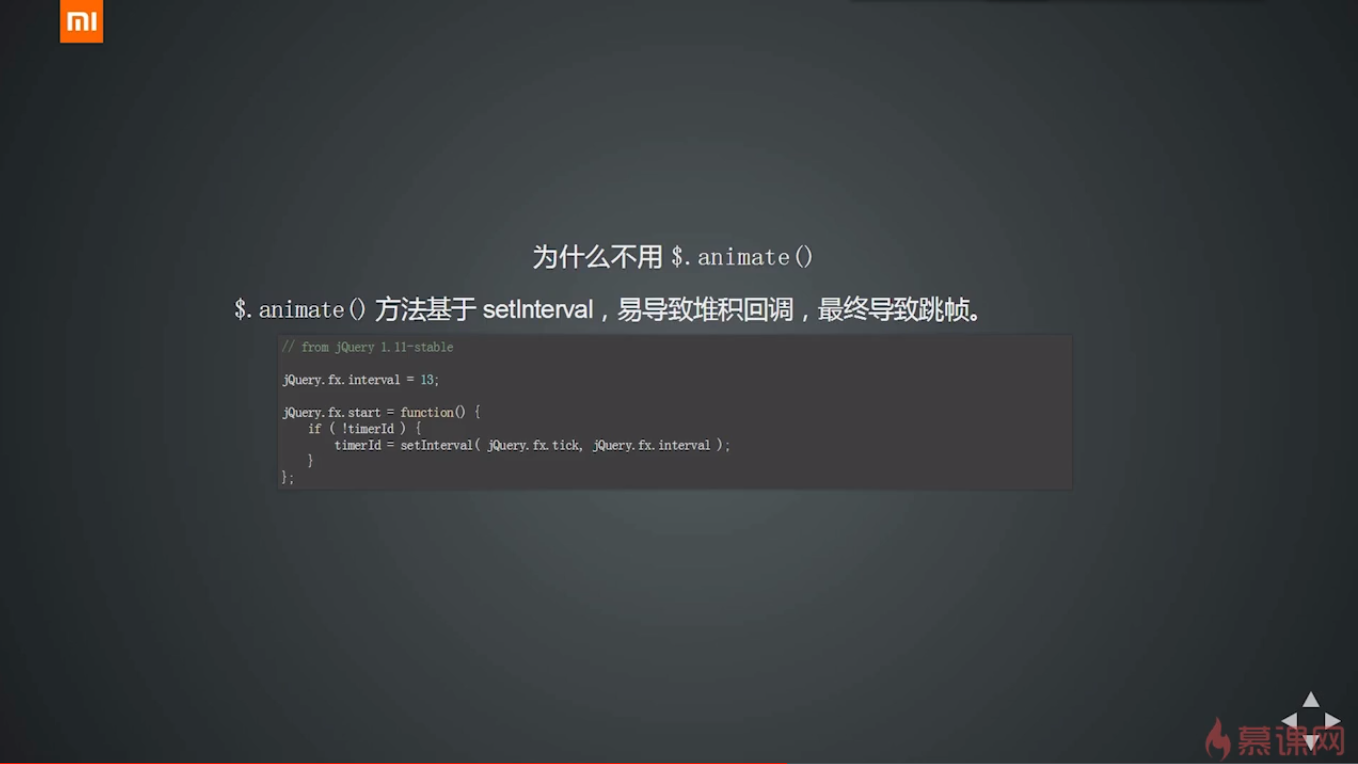 mi
为什么不用 $.animate()
$.animate() 方法基于 setInterval，易导致堆积回调，最终导致跳帧。
// from jQuery 1.11-stable
jQuery.fx.interval = 13;
jQuery.fx.start = function() {
    if ( !timerId ) {
        timerId = setInterval( jQuery.fx.tick, jQuery.fx.interval );
    }
};
慕课网